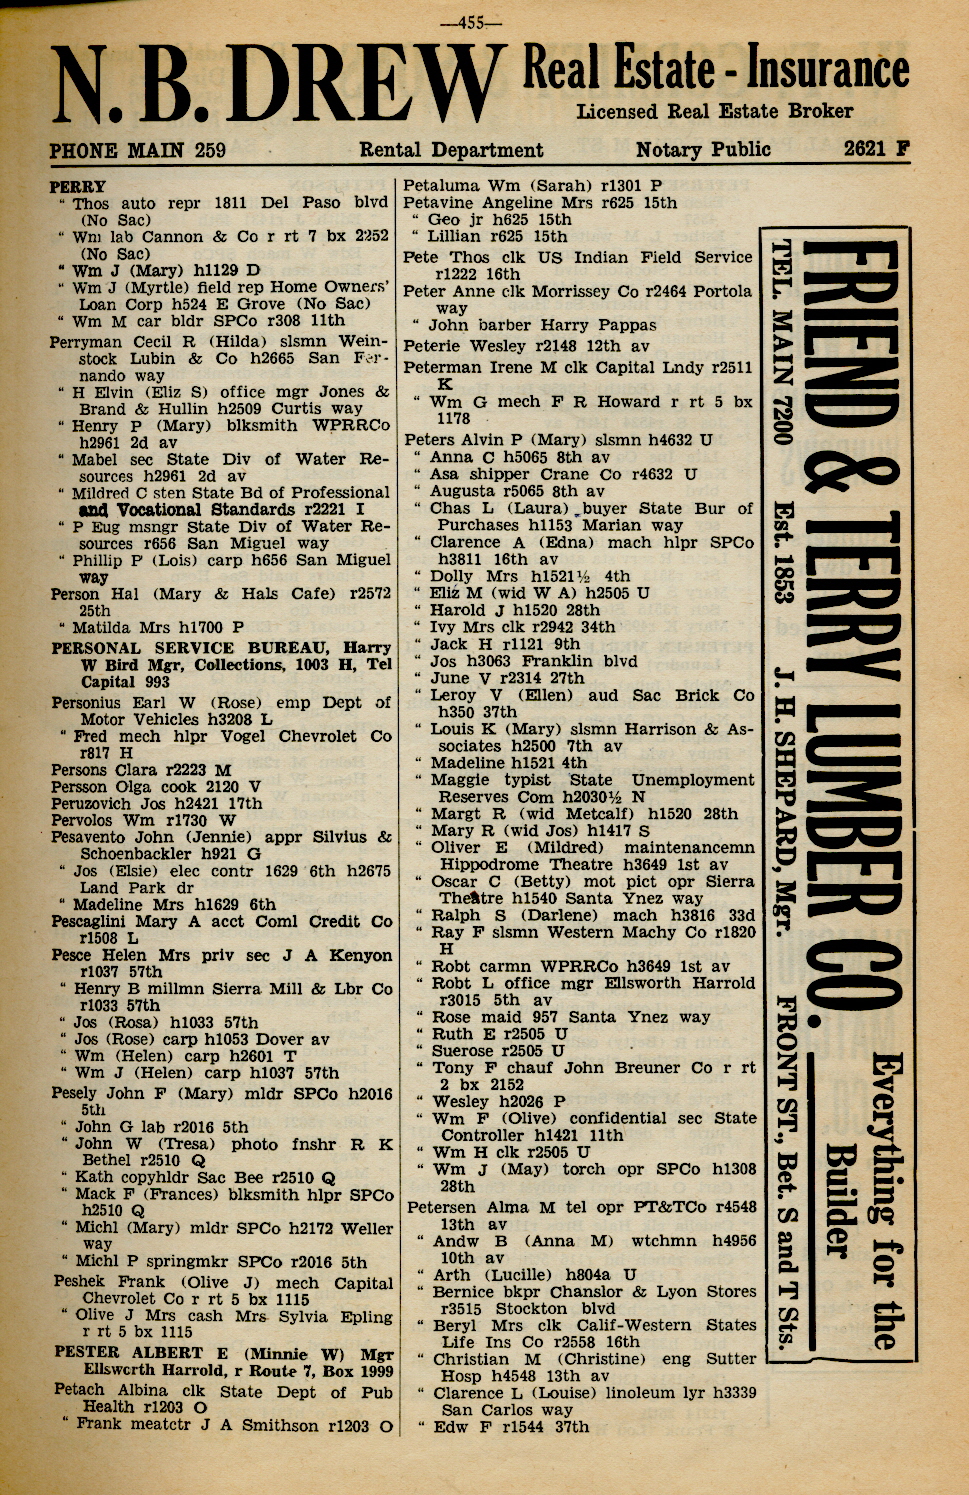 —455—
N. B. DREW Real Estate - Insurance
Licensed Real Estate Broker
PHONE MAIN 259 Rental Department Notary Public 2621 F
PERRY
“ Thos auto repr 1811 Del Paso blvd
(No Sac)
“ Wm lab Cannon & Co r rt 7 bx 2252
(No Sac)
“ Wm J (Mary) h1129 D
“ Wm J (Myrtle) field rep Home Owners'
Loan Corp h524 E Grove (No Sac)
“ Wm M car bldr SPCo r308 11th
Perryman Cecil R (Hilda) slsmn Wein-
stock Lubin & Co h2665 San Fer-
nando way
“ H Elvin (Eliz S) office mgr Jones &
Brand & Hullin h2509 Curtis way
“ Henry P (Mary) blksmith WPRRCo
h2961 2d av
“ Mabel sec State Div of Water Re-
sources h2961 2d av
“ Mildred C sten State Bd of Professional
and Vocational Standards r2221 I
“ P Eug msngr State Div of Water Re-
sources r656 San Miguel way
“ Phillip P (Lois) carp h656 San Miguel
way
Person Hal (Mary & Hals Cafe) r2572
25th
“ Matilda Mrs h1700 P
PERSONAL SERVICE BUREAU, Harry
W Bird Mgr, Collections, 1003 H, Tel
Capital 993
Personius Earl W (Rose) emp Dept of
Motor Vehicles h3208 L
“ Fred mech hlpr Vogel Chevrolet Co
r817 H
Persons Clara r2223 M
Persson Olga cook 2120 V
Peruzovich Jos h2421 17th
Pervolos Wm r1730 W
Pesavento John (Jennie) appr Silvius &
Schoenbackler h921 G
“ Jos (Elsie) elec contr 1629 6th h2675
Land Park dr
“ Madeline Mrs h1629 6th
Pescaglini Mary A acct Coml Credit Co
r1508 L
Pesce Helen Mrs priv sec J A Kenyon
r1037 57th
“ Henry B millmn Sierra Mill & Lbr Co
r1033 57th
“ Jos (Rosa) h1033 57th
“ Jos (Rose) carp h1053 Dover av
“ Wm (Helen) carp h2601 T
“ Wm J (Helen) carp h1037 57th
Pesely John F (Mary) mldr SPCo h2016
5th
“ John G lab r2016 5th
“ John W (Tresa) photo fnshr R K
Bethel r2510 Q
“ Kath copyhldr Sac Bee r2510 Q
“ Mack F (Frances) blksmith hlpr SPCo
h2510 Q
“ Michl (Mary) mldr SPCo h2172 Weller
way
“ Michl P springmkr SPCo r2016 5th
Peshek Frank (Olive J) mech Capital
Chevrolet Co r rt 5 bx 1115
“ Olive J Mrs cash Mrs Sylvia Epling
r rt 5 bx 1115
PESTER ALBERT E (Minnie W) Mgr
Ellsworth Harrold, r Route 7, Box 1999
Petach Albina clk State Dept of Pub
Health r1203 O
“ Frank meatctr J A Smithson r1203 O
Petaluma Wm (Sarah) r1301 P
Petavine Angeline Mrs r625 15th
“ Geo jr h625 15th
“ Lillian r625 15th
Pete Thos clk US Indian Field Service
r1222 16th
Peter Anne clk Morrissey Co r2464 Portola
way
“ John barber Harry Pappas
Peterie Wesley r2148 12th av
Peterman Irene M clk Capital Lndy r2511
K
“ Wm G mech F R Howard r rt 5 bx
1178
Peters Alvin P (Mary) slsmn h4632 U
“ Anna C h5065 8th av
“ Asa shipper Crane Co r4632 U
“ Augusta r5065 8th av
“ Chas L (Laura) buyer State Bur of
Purchases h1153 Marian way
“ Clarence A (Edna) mach hlpr SPCo
h3811 16th av
“ Dolly Mrs h1521½ 4th
“ Eliz M (wid W A) h2505 U
“ Harold J h1520 28th
“ Ivy Mrs clk r2942 34th
“ Jack H r1121 9th
“ Jos h3063 Franklin blvd
“ June V r2314 27th
“ Leroy V (Ellen) aud Sac Brick Co
h350 37th
“ Louis K (Mary) slsmn Harrison & As-
sociates h2500 7th av
“ Madeline h1521 4th
“ Maggie typist State Unemployment
Reserves Com h2030½ N
“ Margt R (wid Metcalf) h1520 28th
“ Mary R (wid Jos) h1417 S
“ Oliver E (Mildred) maintenancemn
Hippodrome Theatre h3649 1st av
“ Oscar C (Betty) mot pict opr Sierra
Theatre h1540 Santa Ynez way
“ Ralph S (Darlene) mach h3816 33d
“ Ray F slsmn Western Machy Co r1820
H
“ Robt carmn WPRRCo h3649 1st av
“ Robt L office mgr Ellsworth Harrold
r3015 5th av
“ Rose maid 957 Santa Ynez way
“ Ruth E r2505 U
“ Suerose r2505 U
“ Tony F chauf John Breuner Co r rt
2 bx 2152
“ Wesley h2026 P
“ Wm F (Olive) confidential sec State
Controller h1421 11th
“ Wm H clk r2505 U
“ Wm J (May) torch opr SPCo h1308
28th
Petersen Alma M tel opr PT&TCo r4548
13th av
“ Andw B (Anna M) wtchmn h4956
10th av
“ Arth (Lucille) h804a U
“ Bernice bkpr Chanslor & Lyon Stores
r3515 Stockton blvd
“ Beryl Mrs clk Calif-Western States
Life Ins Co r2558 16th
“ Christian M (Christine) eng Sutter
Hosp h4548 13th av
“ Clarence L (Louise) linoleum lyr h3339
San Carlos way
“ Edw F r1544 37th
FRIEND & TERRY LUMBER CO.
Everything for the
Builder
TEL. MAIN 7200 Est. 1853 J. H. SHEPARD, Mgr. FRONT ST., Bet. S and T Sts.